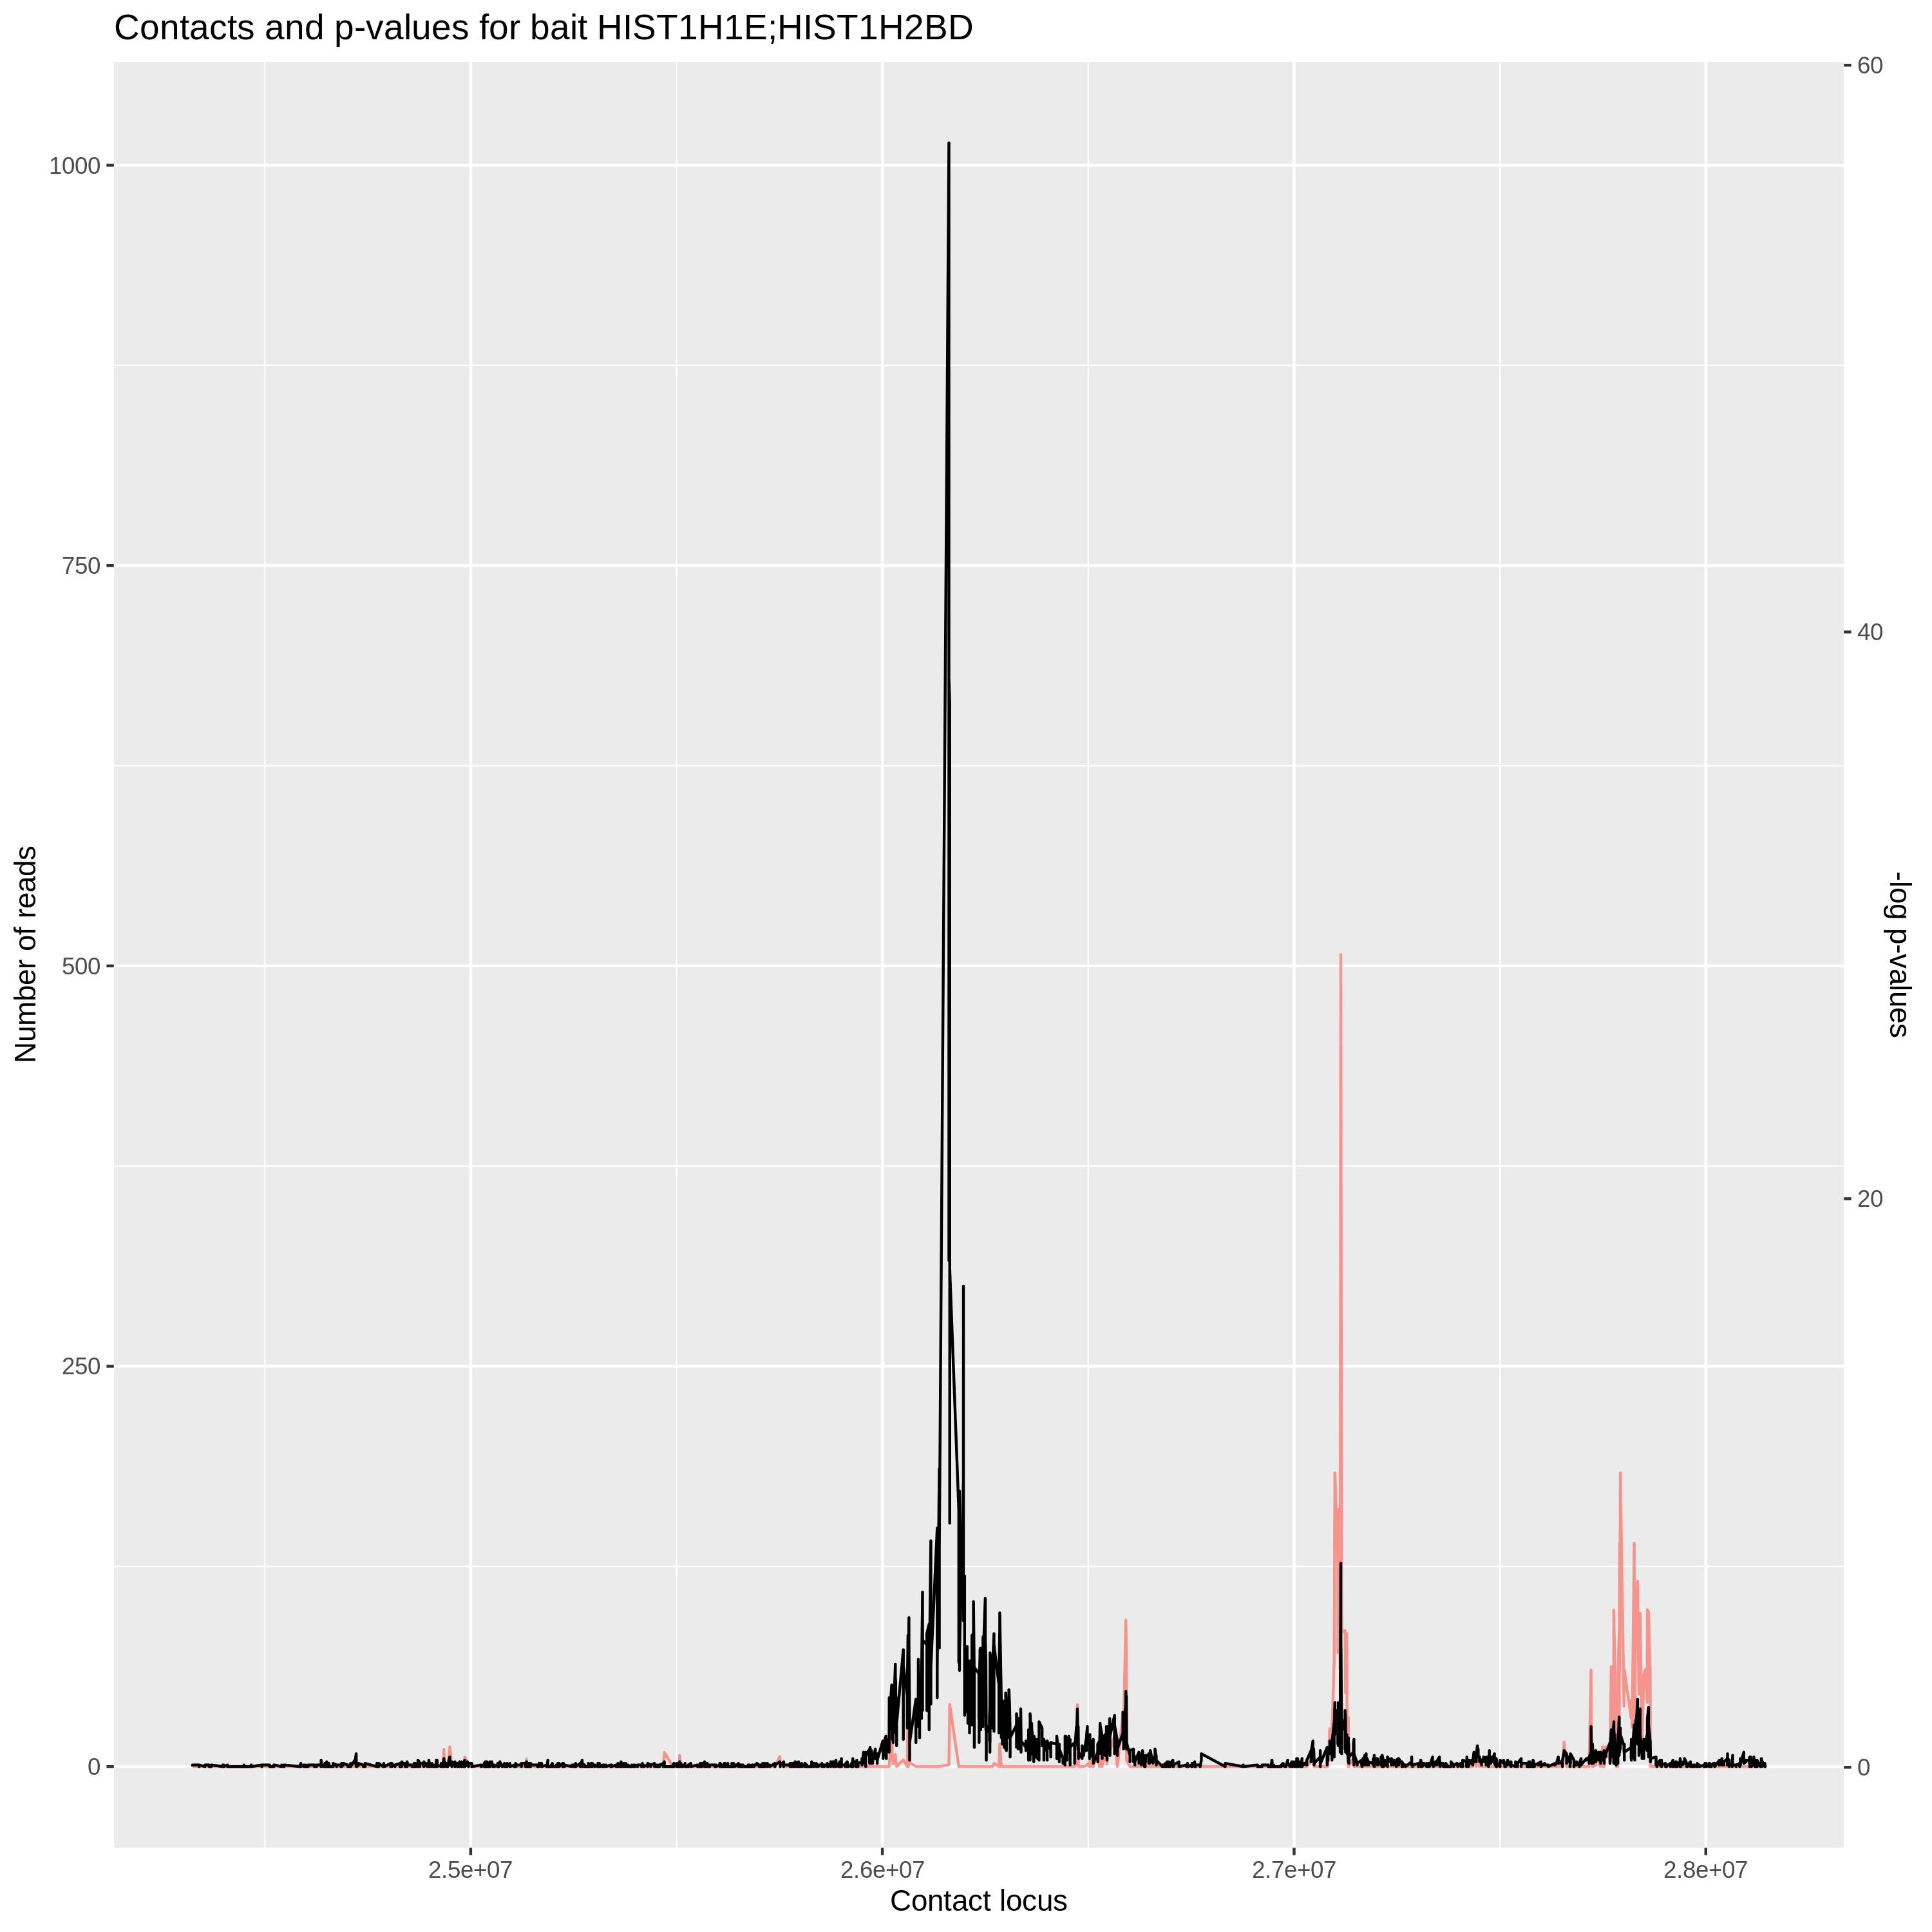 Contacts and p-values for bait HIST1H1E;HIST1H2BD
1000
750
500
250
0
Number of reads
60
40
20
0
-log p-values
2.5e+07
2.6e+07
2.7e+07
2.8e+07
Contact locus